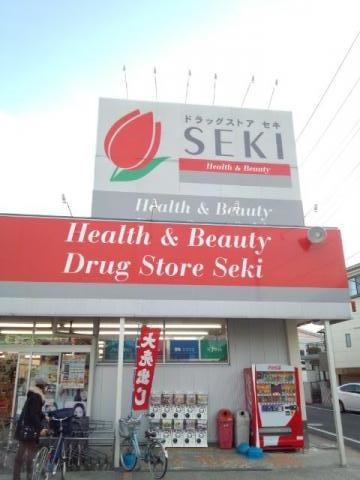 ドラッグストア セキ
SEKI
Health & Beauty
Health & Beauty
Health & Beauty
Drug Store Seki
大売出し